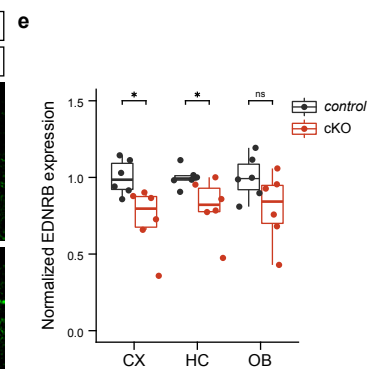 e
* * ns
control
cKO
Normalized EDNRB expression
1.5
1.0
0.5
0.0
CX HC OB